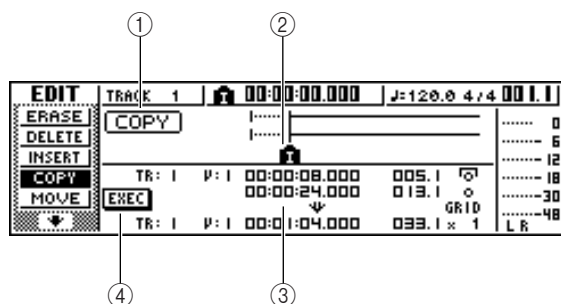 ① ②
EDIT TRACK 1 00:00:00.000 ♩=120.0 4/4 001.1
ERASE COPY 0
DELETE 6
INSERT 12
COPY TR: 1 V: 1 00:00:08.000 005.1 18
MOVE EXEC 00:00:24.000 013.1 30
GRID 48
TR: 1 V: 1 00:01:04.000 033.1 x 1 L R
④ ③